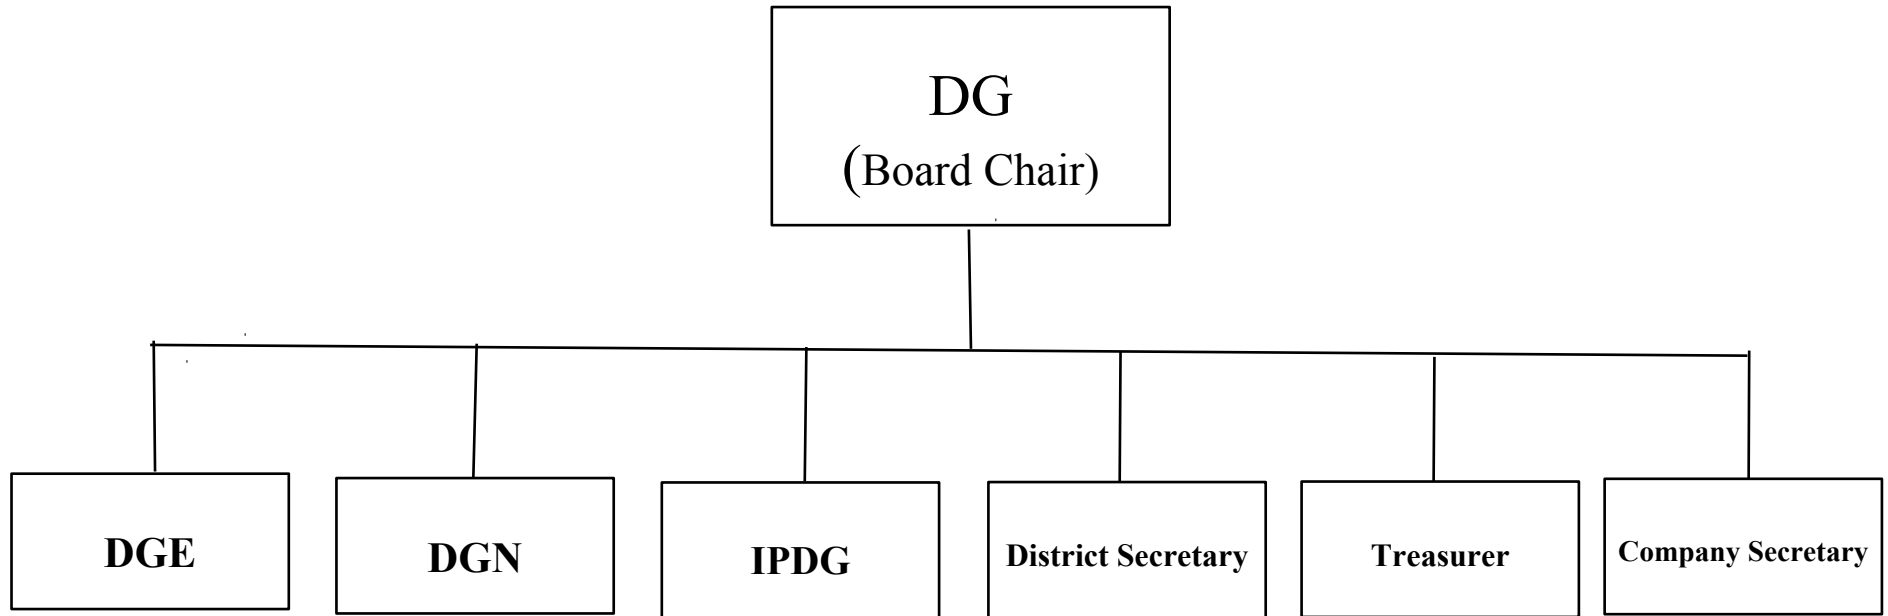 DG
(Board Chair)
DGE
DGN
IPDG
District Secretary
Treasurer
Company Secretary